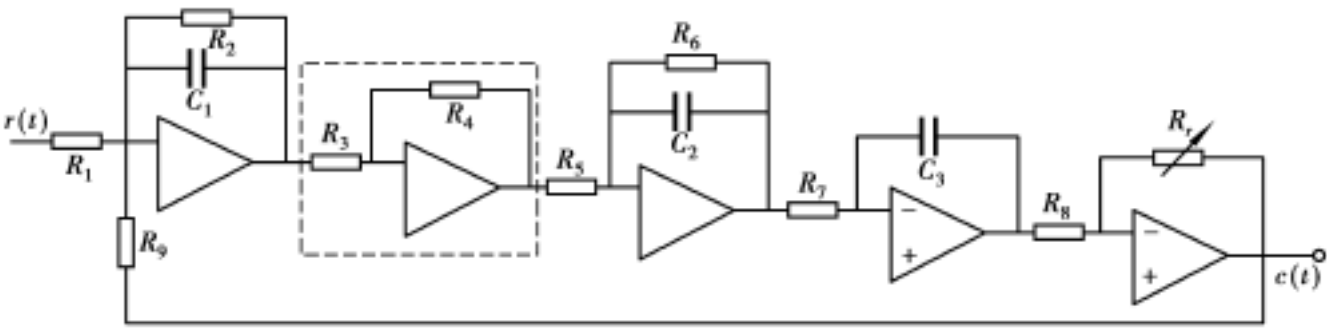 r(t)
R₁
R₂
C₁
R₉
R₃
R₄
R₅
R₆
C₂
R₇
C₃
−
+
R₈
Rᵣ
−
+
c(t)